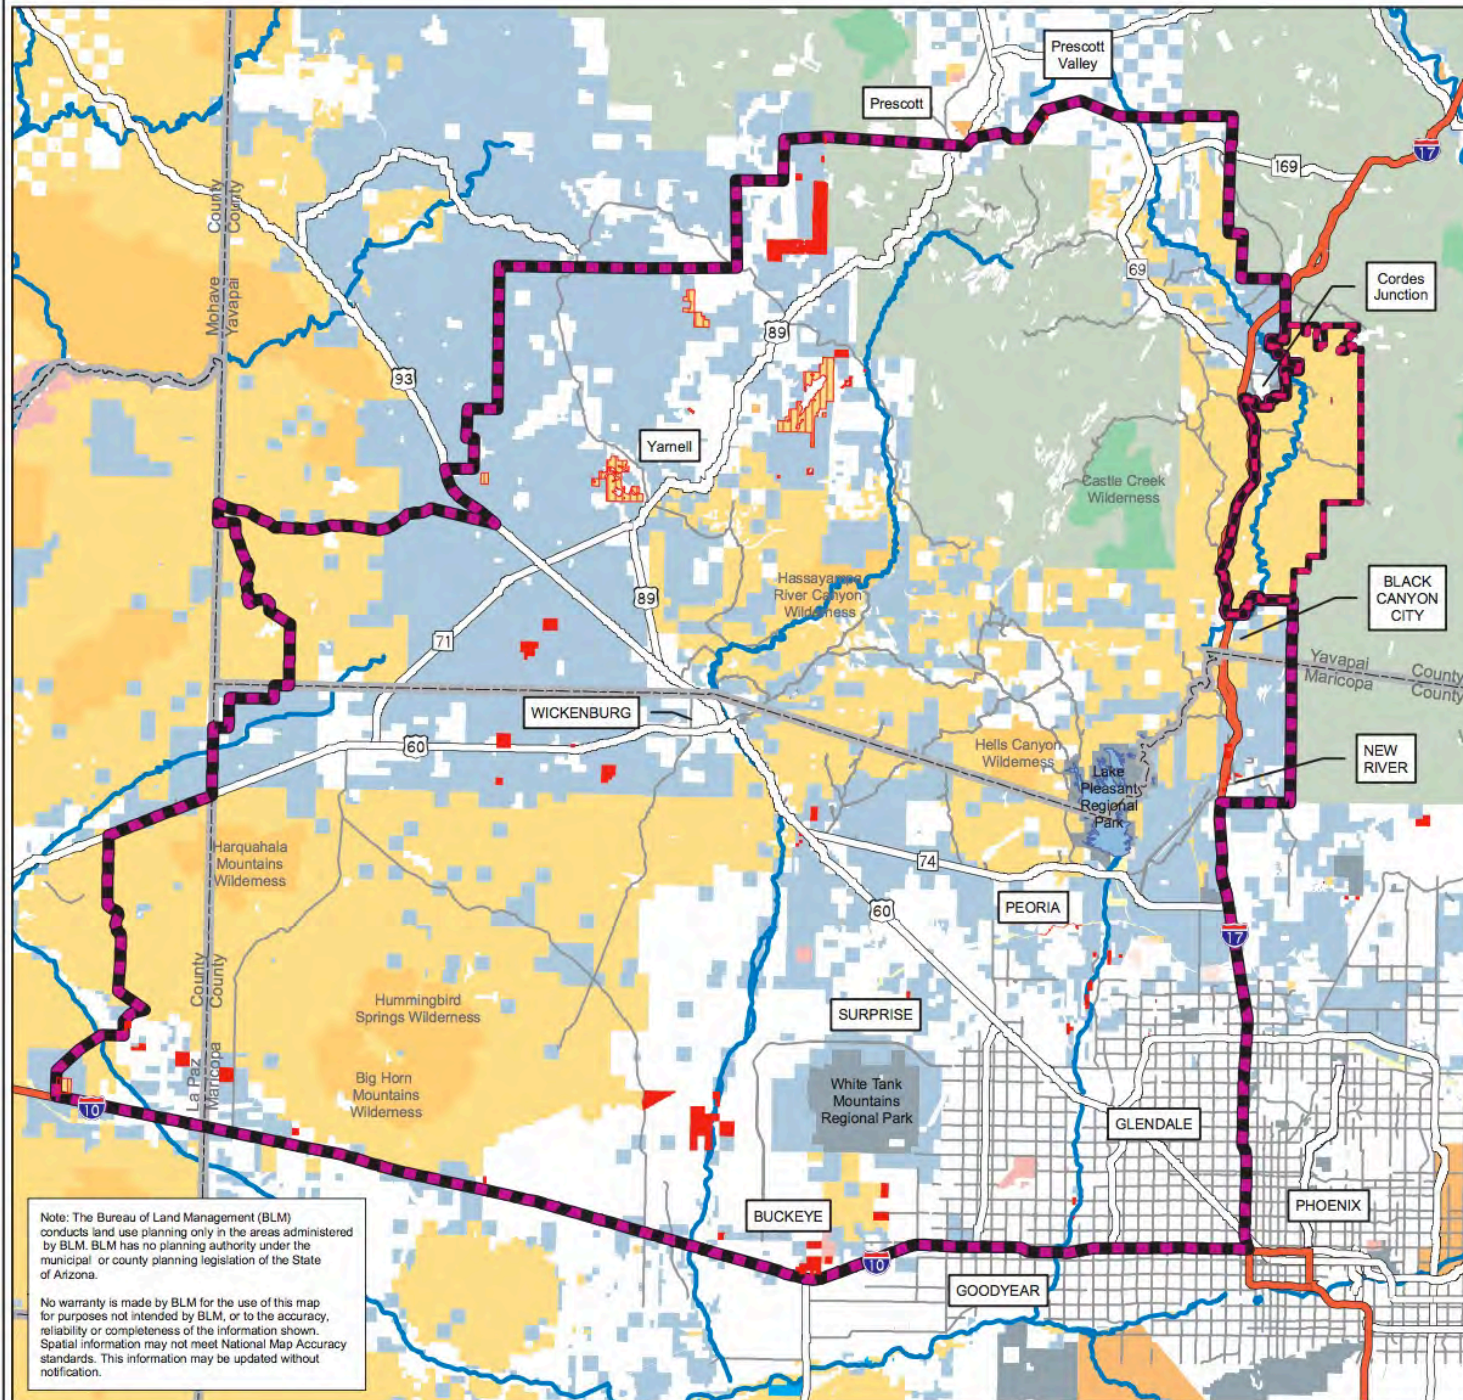 Prescott
Valley
Prescott
17
169
County
County
Mohave
Yavapai
69
Cordes
Junction
89
93
Yarnell
Castle Creek
Wilderness
Hassayampa
River Canyon
Wilderness
BLACK
CANYON
CITY
89
71
Yavapai County
Maricopa County
WICKENBURG
60
Hells Canyon
Wilderness
NEW
RIVER
Lake
Pleasant
Regional
Park
Harquahala
Mountains
Wilderness
74
60
PEORIA
17
County
County
La Paz
Maricopa
Hummingbird
Springs Wilderness
SURPRISE
Big Horn
Mountains
Wilderness
White Tank
Mountains
Regional Park
10
GLENDALE
PHOENIX
BUCKEYE
10
GOODYEAR
Note: The Bureau of Land Management (BLM)
conducts land use planning only in the areas administered
by BLM. BLM has no planning authority under the
municipal or county planning legislation of the State
of Arizona.
No warranty is made by BLM for the use of this map
for purposes not intended by BLM, or to the accuracy,
reliability or completeness of the information shown.
Spatial information may not meet National Map Accuracy
standards. This information may be updated without
notification.